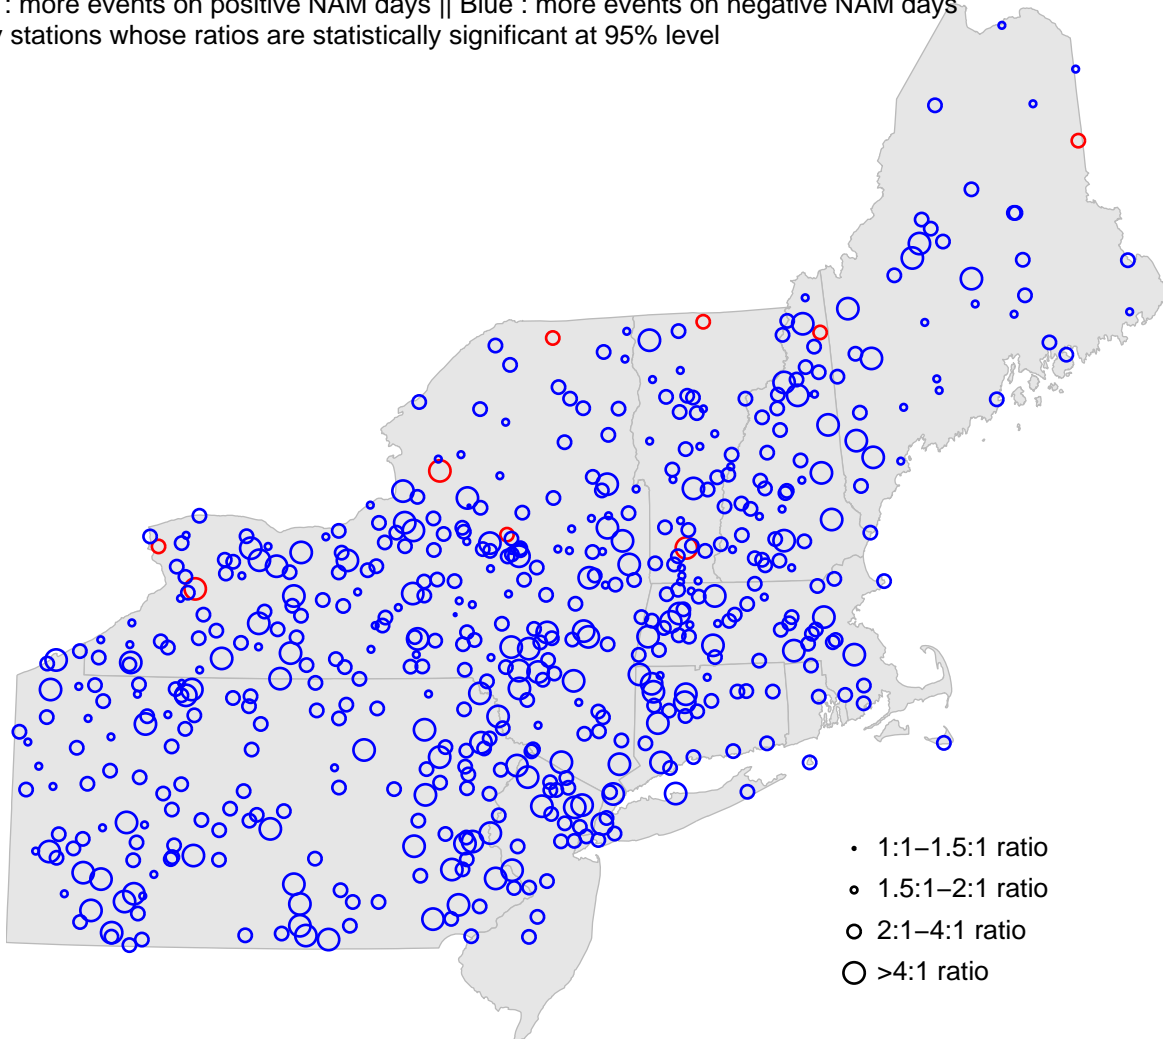 : more events on positive NAM days || Blue : more events on negative NAM days
stations whose ratios are statistically significant at 95% level
1:1−1.5:1 ratio
1.5:1−2:1 ratio
2:1−4:1 ratio
>4:1 ratio